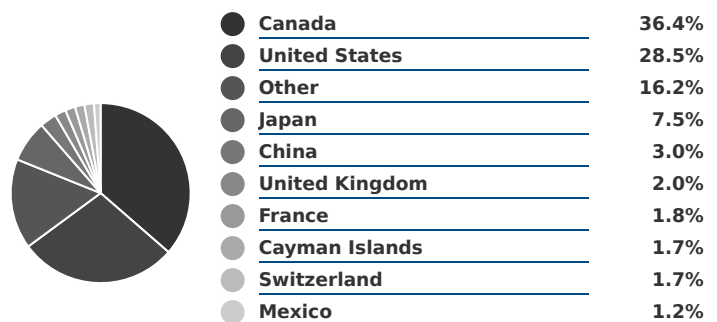 Canada 36.4%
United States 28.5%
Other 16.2%
Japan 7.5%
China 3.0%
United Kingdom 2.0%
France 1.8%
Cayman Islands 1.7%
Switzerland 1.7%
Mexico 1.2%